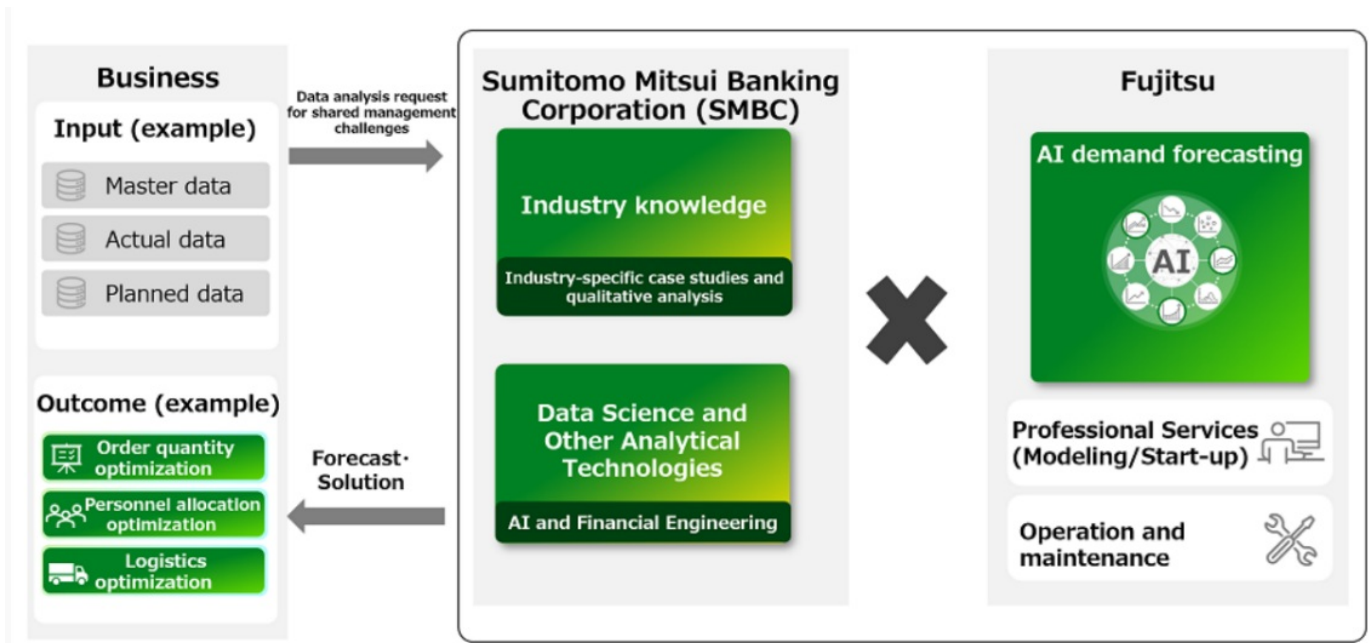 Business
Input (example)
Master data
Actual data
Planned data
Outcome (example)
Order quantity
optimization
Personnel allocation
optimization
Logistics
optimization
Data analysis request
for shared management
challenges
Forecast･
Solution
Sumitomo Mitsui Banking
Corporation (SMBC)
Industry knowledge
Industry-specific case studies and
qualitative analysis
Data Science and
Other Analytical
Technologies
AI and Financial Engineering
Fujitsu
AI demand forecasting
AI
Professional Services
(Modeling/Start-up)
Operation and
maintenance